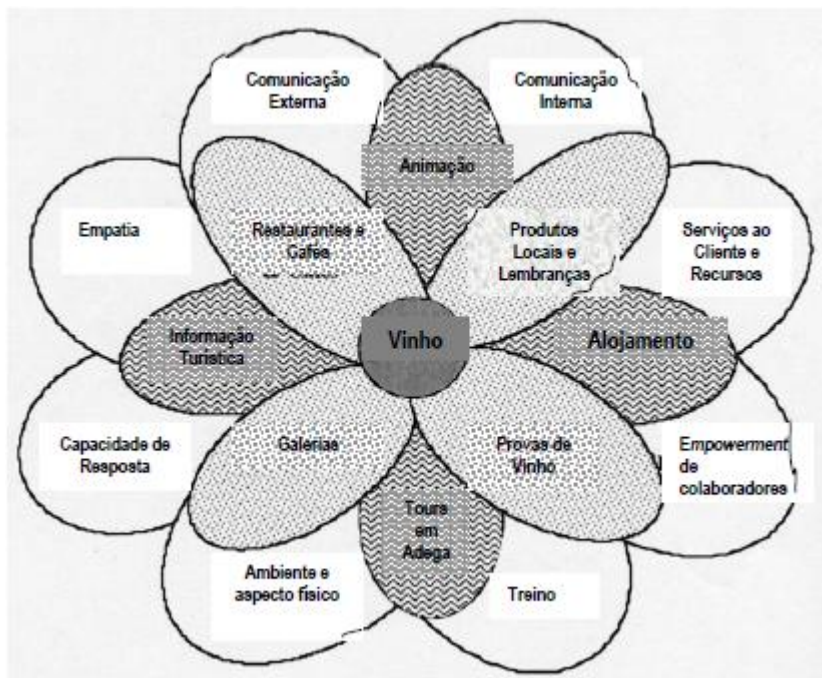 Comunicação
Externa
Comunicação
Interna
Animação
Empatia
Restaurantes e
Cafés
Produtos
Locais e
Lembranças
Serviços ao
Cliente e
Recursos
Informação
Turística
Vinho
Alojamento
Capacidade de
Resposta
Galerias
Provas de
Vinho
Empowerment
de
colaboradores
Tours
em
Adega
Ambiente e
aspecto físico
Treino